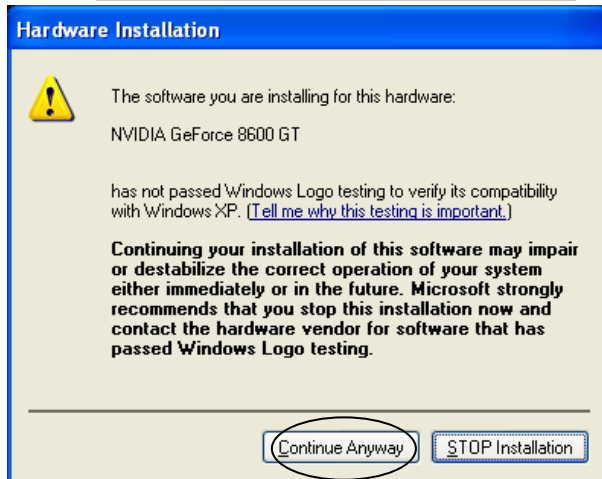 Hardware Installation
The software you are installing for this hardware:
NVIDIA GeForce 8600 GT
has not passed Windows Logo testing to verify its compatibility
with Windows XP. (Tell me why this testing is important.)
Continuing your installation of this software may impair
or destabilize the correct operation of your system
either immediately or in the future. Microsoft strongly
recommends that you stop this installation now and
contact the hardware vendor for software that has
passed Windows Logo testing.
Continue Anyway STOP Installation